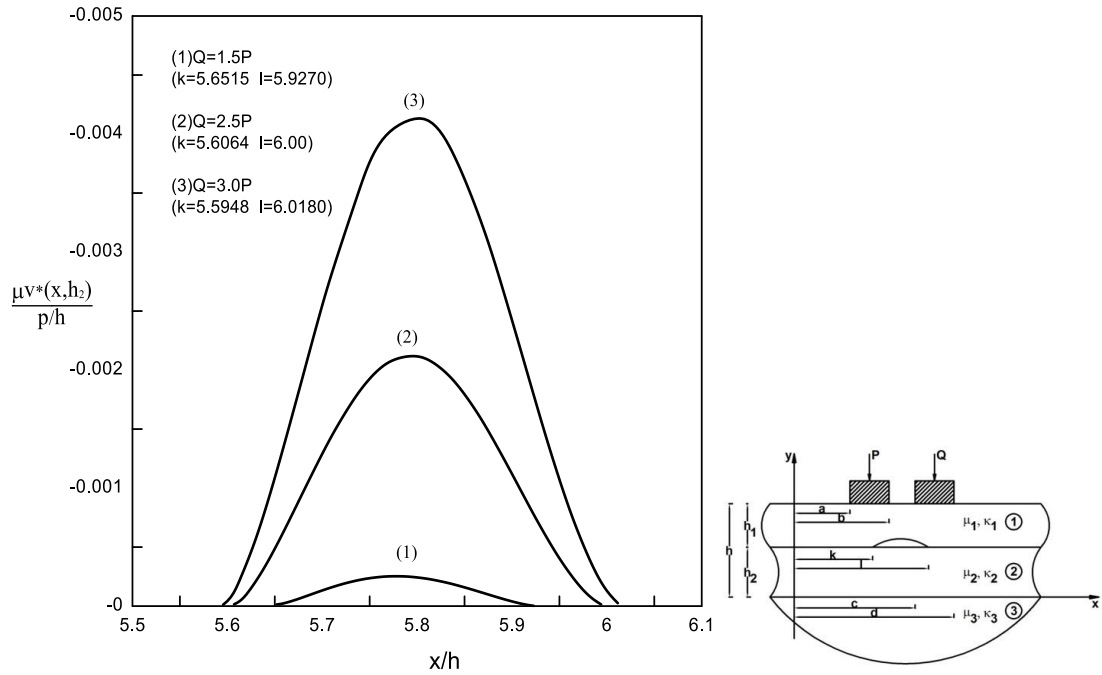 -0.005
(1)Q=1.5P
(k=5.6515 l=5.9270)
(2)Q=2.5P
(k=5.6064 l=6.00)
(3)Q=3.0P
(k=5.5948 l=6.0180)
-0.004
-0.003
-0.002
-0.001
-0
μv*(x,h₂)
p/h
(3)
(2)
(1)
5.5
5.6
5.7
5.8
5.9
6
6.1
x/h
y
P
Q
a
b
h₁
h
μ₁, κ₁ ①
k
l
h₂
μ₂, κ₂ ②
c
d
μ₃, κ₃ ③
x